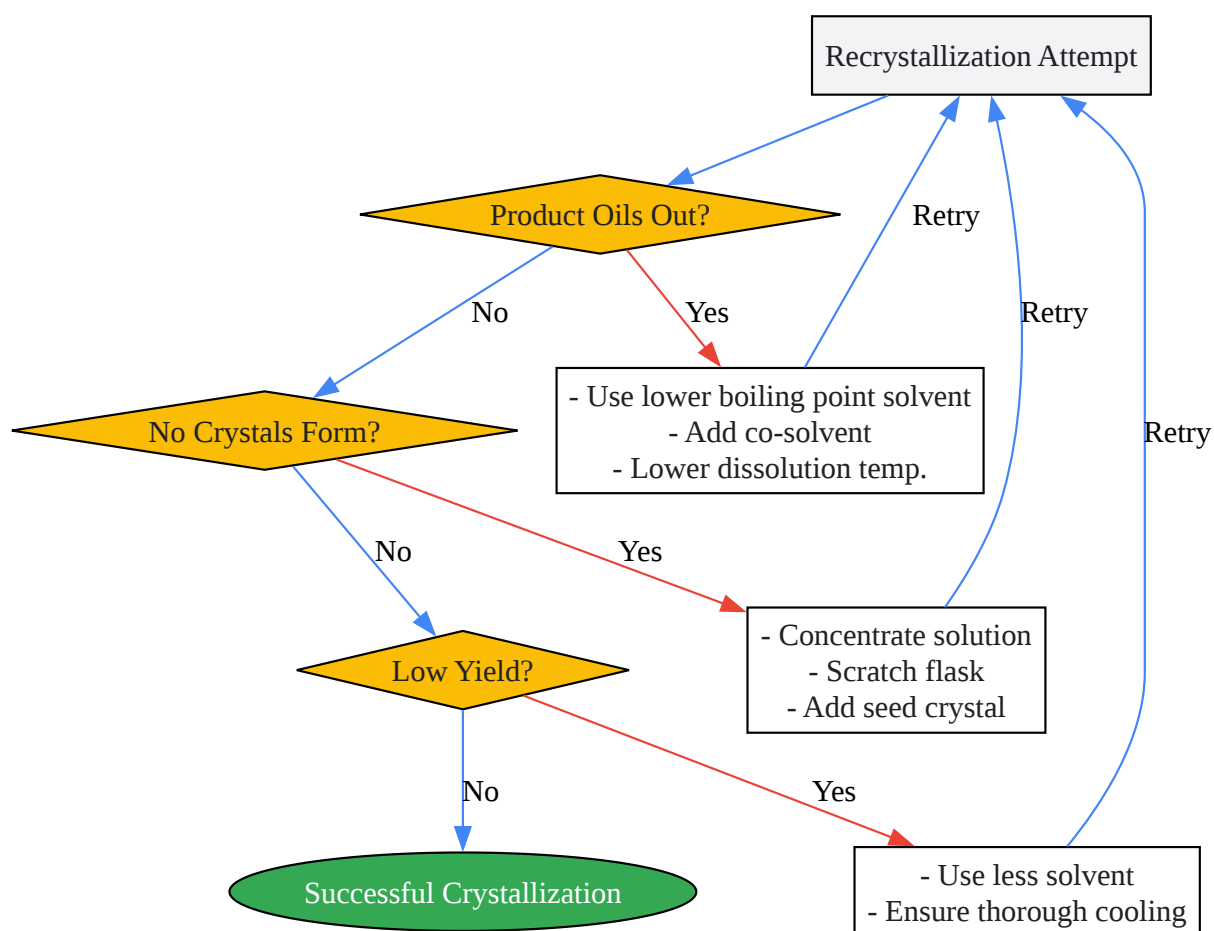 Recrystallization Attempt
Product Oils Out?
Retry
No
Yes
Retry
- Use lower boiling point solvent
- Add co-solvent
- Lower dissolution temp.
No Crystals Form?
Retry
No
Yes
- Concentrate solution
- Scratch flask
- Add seed crystal
Low Yield?
No
Yes
Successful Crystallization
- Use less solvent
- Ensure thorough cooling